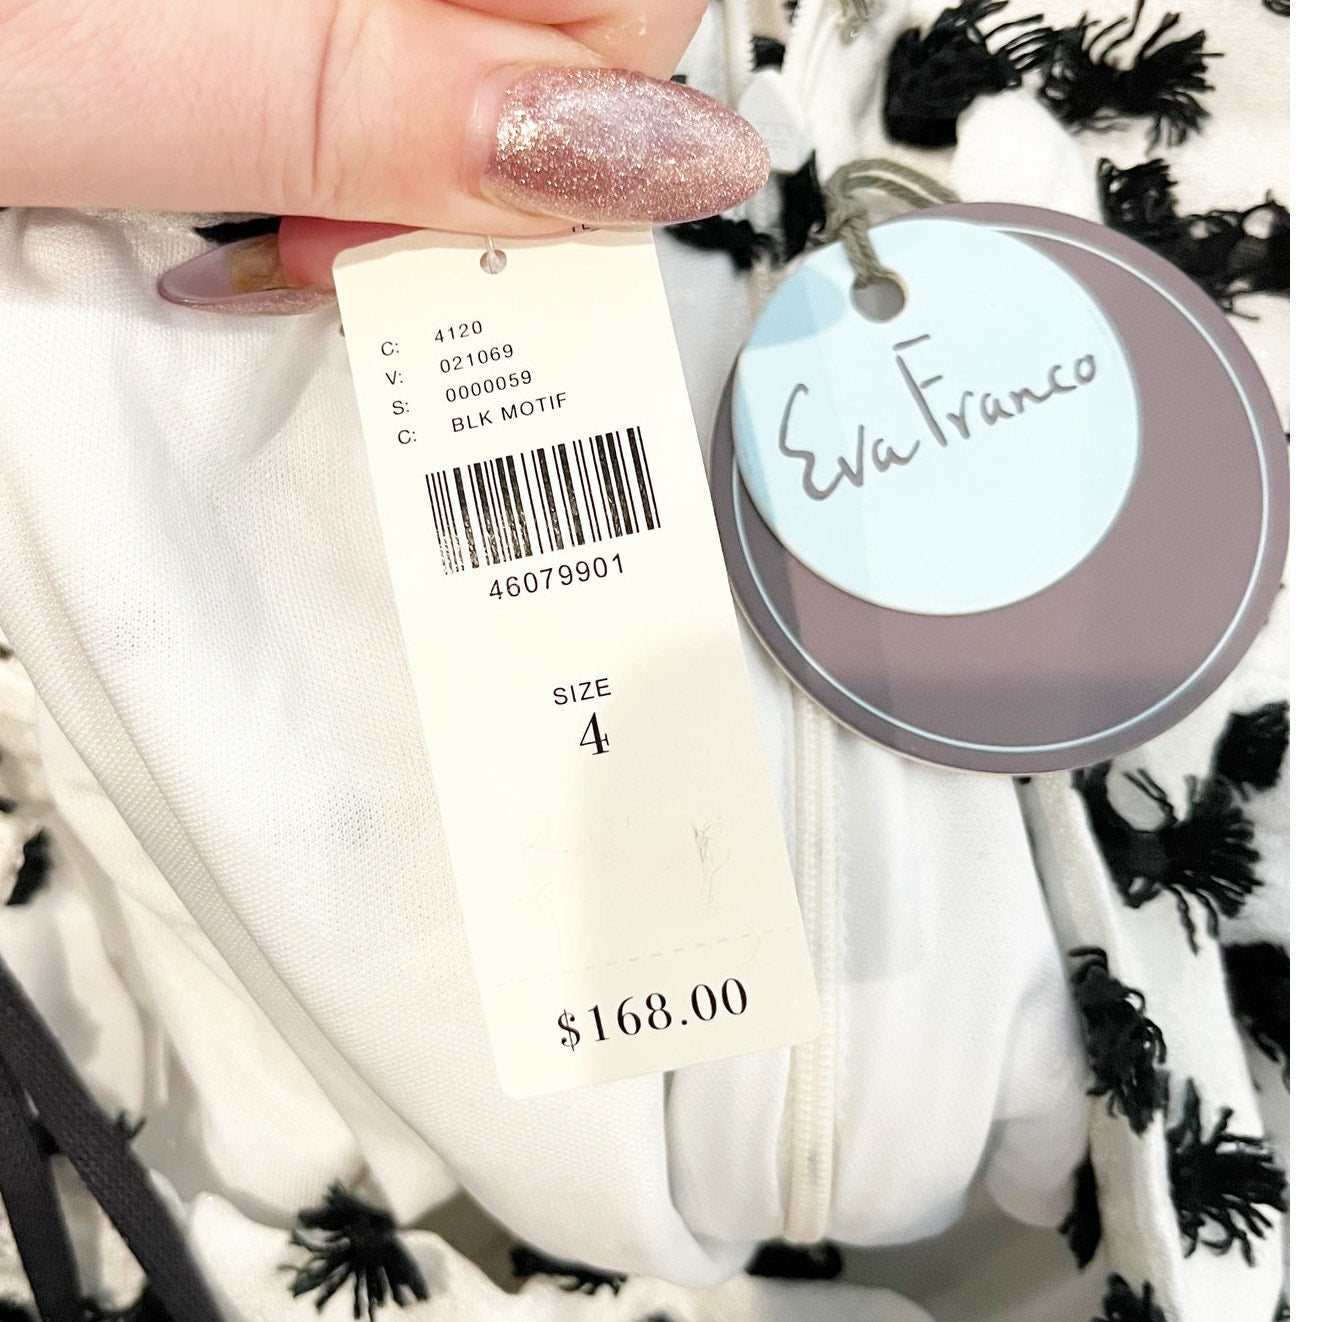 C: 4120
V: 021069
S: 0000059
C: BLK MOTIF
46079901
SIZE
4
$168.00
Eva Franco